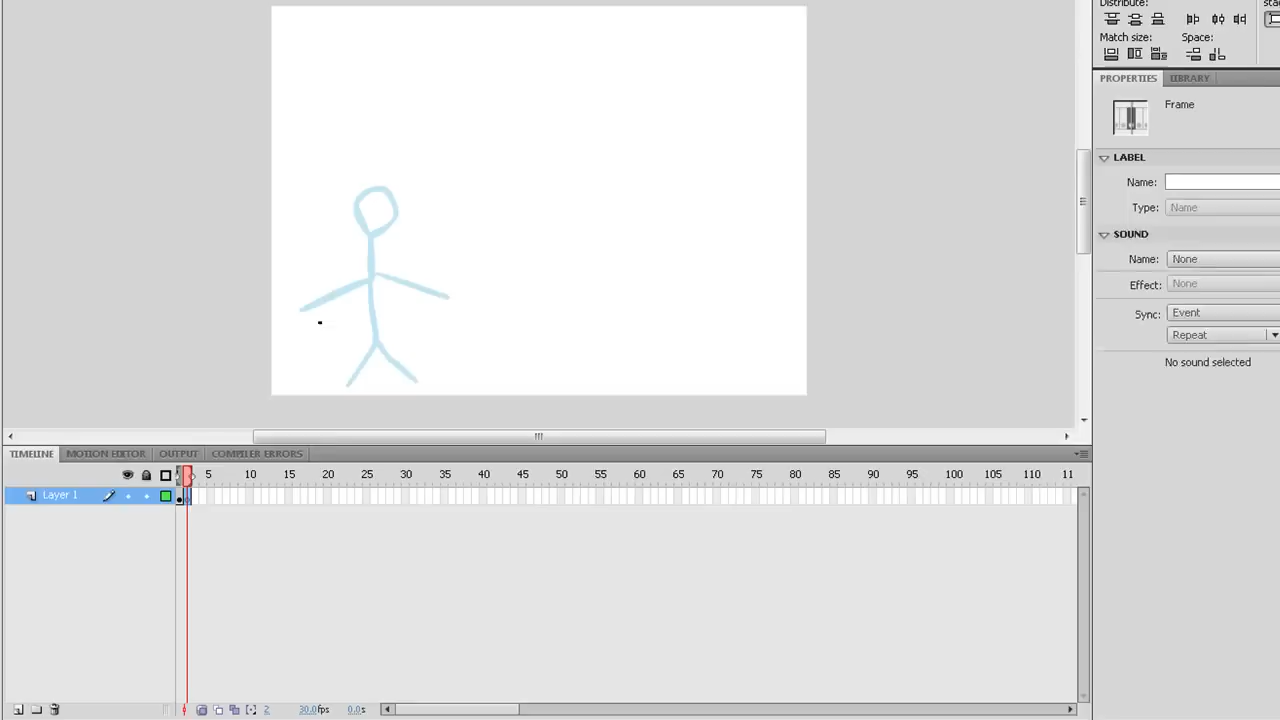 Distribute:
Match size: Space:
PROPERTIES LIBRARY
Frame
LABEL
Name:
Type: Name
SOUND
Name: None
Effect: None
Sync: Event
Repeat
No sound selected
TIMELINE MOTION EDITOR OUTPUT COMPILER ERRORS
5 10 15 20 25 30 35 40 45 50 55 60 65 70 75 80 85 90 95 100 105 110 11
Layer 1
2 30.0fps 0.0s